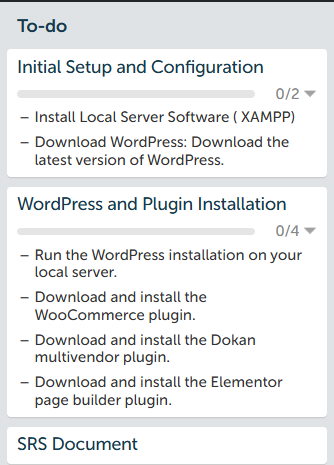 To-do
Initial Setup and Configuration
0/2
– Install Local Server Software ( XAMPP)
– Download WordPress: Download the
latest version of WordPress.
WordPress and Plugin Installation
0/4
– Run the WordPress installation on your
local server.
– Download and install the
WooCommerce plugin.
– Download and install the Dokan
multivendor plugin.
– Download and install the Elementor
page builder plugin.
SRS Document